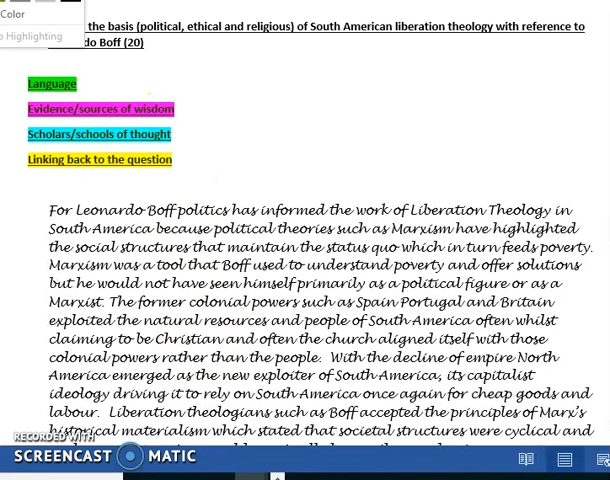 Color
Highlighting
the basis (political, ethical and religious) of South American liberation theology with reference to
do Boff (20)
Language
Evidence/sources of wisdom
Scholars/schools of thought
Linking back to the question
For Leonardo Boff politics has informed the work of Liberation Theology in
South America because political theories such as Marxism have highlighted
the social structures that maintain the status quo which in turn feeds poverty.
Marxism was a tool that Boff used to understand poverty and offer solutions
but he would not have seen himself primarily as a political figure or as a
Marxist. The former colonial powers such as Spain Portugal and Britain
exploited the natural resources and people of South America often whilst
claiming to be Christian and often the church aligned itself with those
colonial powers rather than the people. With the decline of empire North
America emerged as the new exploiter of South America, its capitalist
ideology driving it to rely on South America once again for cheap goods and
labour. Liberation theologians such as Boff accepted the principles of Marx's
historical materialism which stated that societal structures were cyclical and
RECORDED WITH
SCREENCAST MATIC